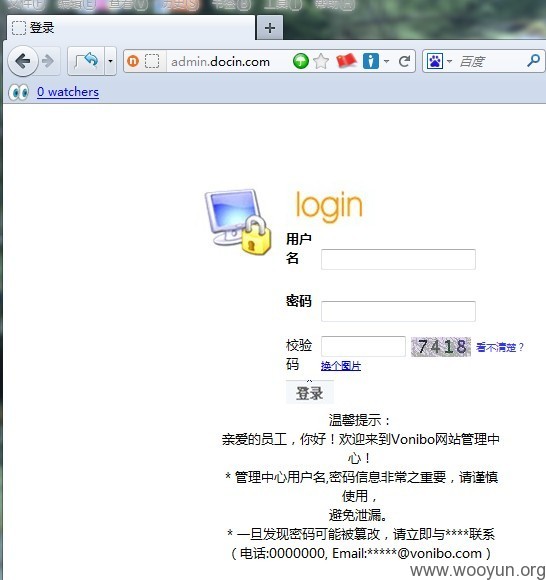 登录
admin.docin.com
百度
0 watchers
login
用户
名
密码
校验
码
7418
看不清楚？
换个图片
登录
温馨提示：
亲爱的员工，你好！欢迎来到Vonibo网站管理中
心！
* 管理中心用户名,密码信息非常之重要，请谨慎
使用，
避免泄漏。
* 一旦发现密码可能被篡改，请立即与****联系
（电话:0000000, Email:*****@vonibo.com）
www.wooyun.org